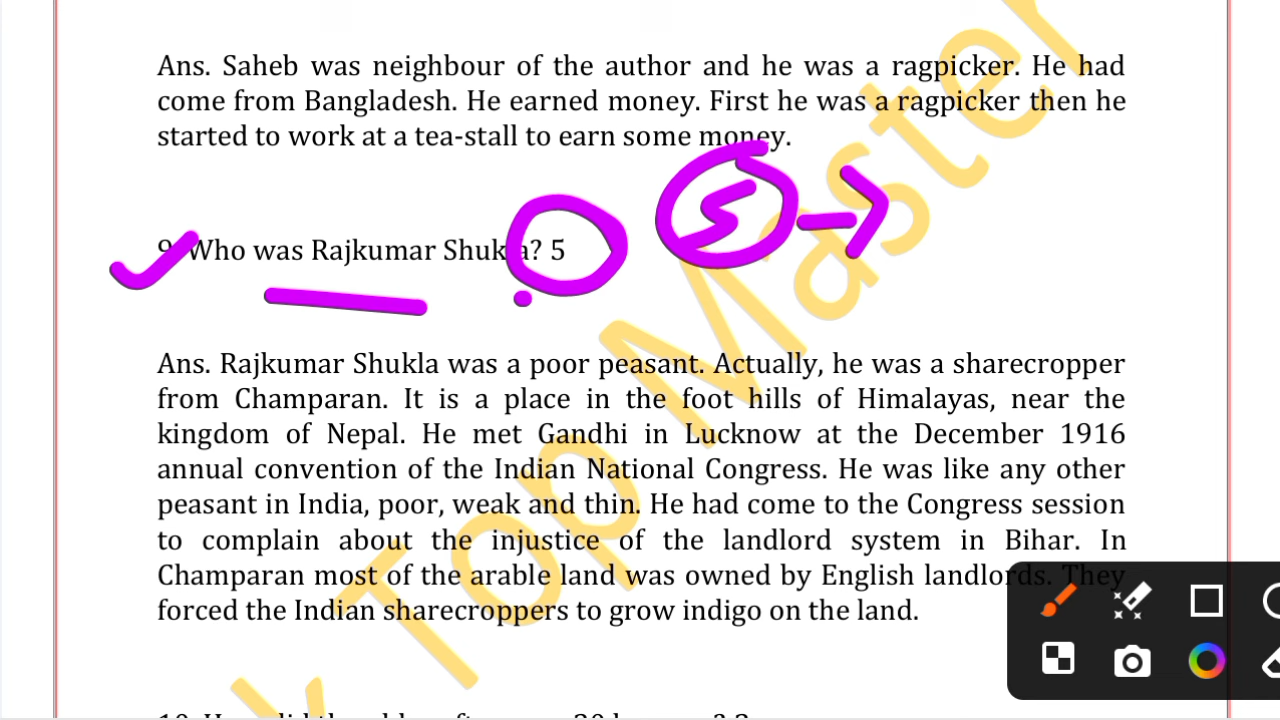 Ans. Saheb was neighbour of the author and he was a ragpicker. He had
come from Bangladesh. He earned money. First he was a ragpicker then he
started to work at a tea-stall to earn some money.
5
9. Who was Rajkumar Shukla? 5
Ans. Rajkumar Shukla was a poor peasant. Actually, he was a sharecropper
from Champaran. It is a place in the foot hills of Himalayas, near the
kingdom of Nepal. He met Gandhi in Lucknow at the December 1916
annual convention of the Indian National Congress. He was like any other
peasant in India, poor, weak and thin. He had come to the Congress session
to complain about the injustice of the landlord system in Bihar. In
Champaran most of the arable land was owned by English landlords. They
forced the Indian sharecroppers to grow indigo on the land.
k Top Master